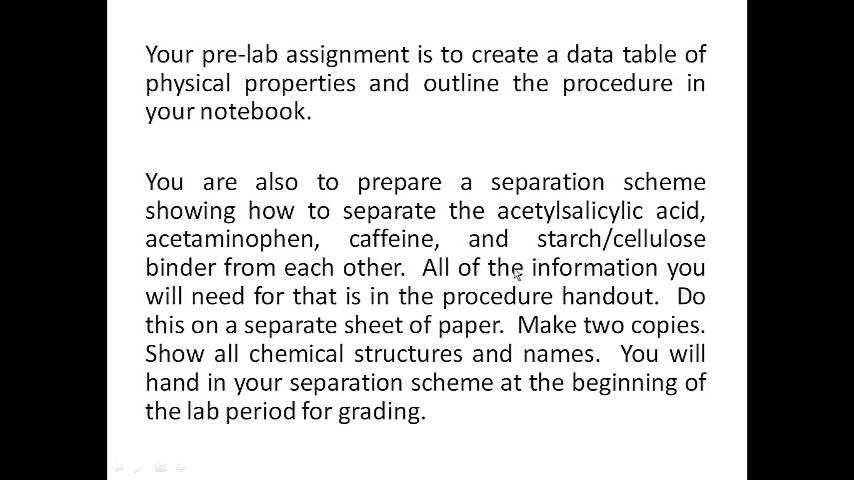 Your pre-lab assignment is to create a data table of
physical properties and outline the procedure in
your notebook.
You are also to prepare a separation scheme
showing how to separate the acetylsalicylic acid,
acetaminophen, caffeine, and starch/cellulose
binder from each other. All of the information you
will need for that is in the procedure handout. Do
this on a separate sheet of paper. Make two copies.
Show all chemical structures and names. You will
hand in your separation scheme at the beginning of
the lab period for grading.